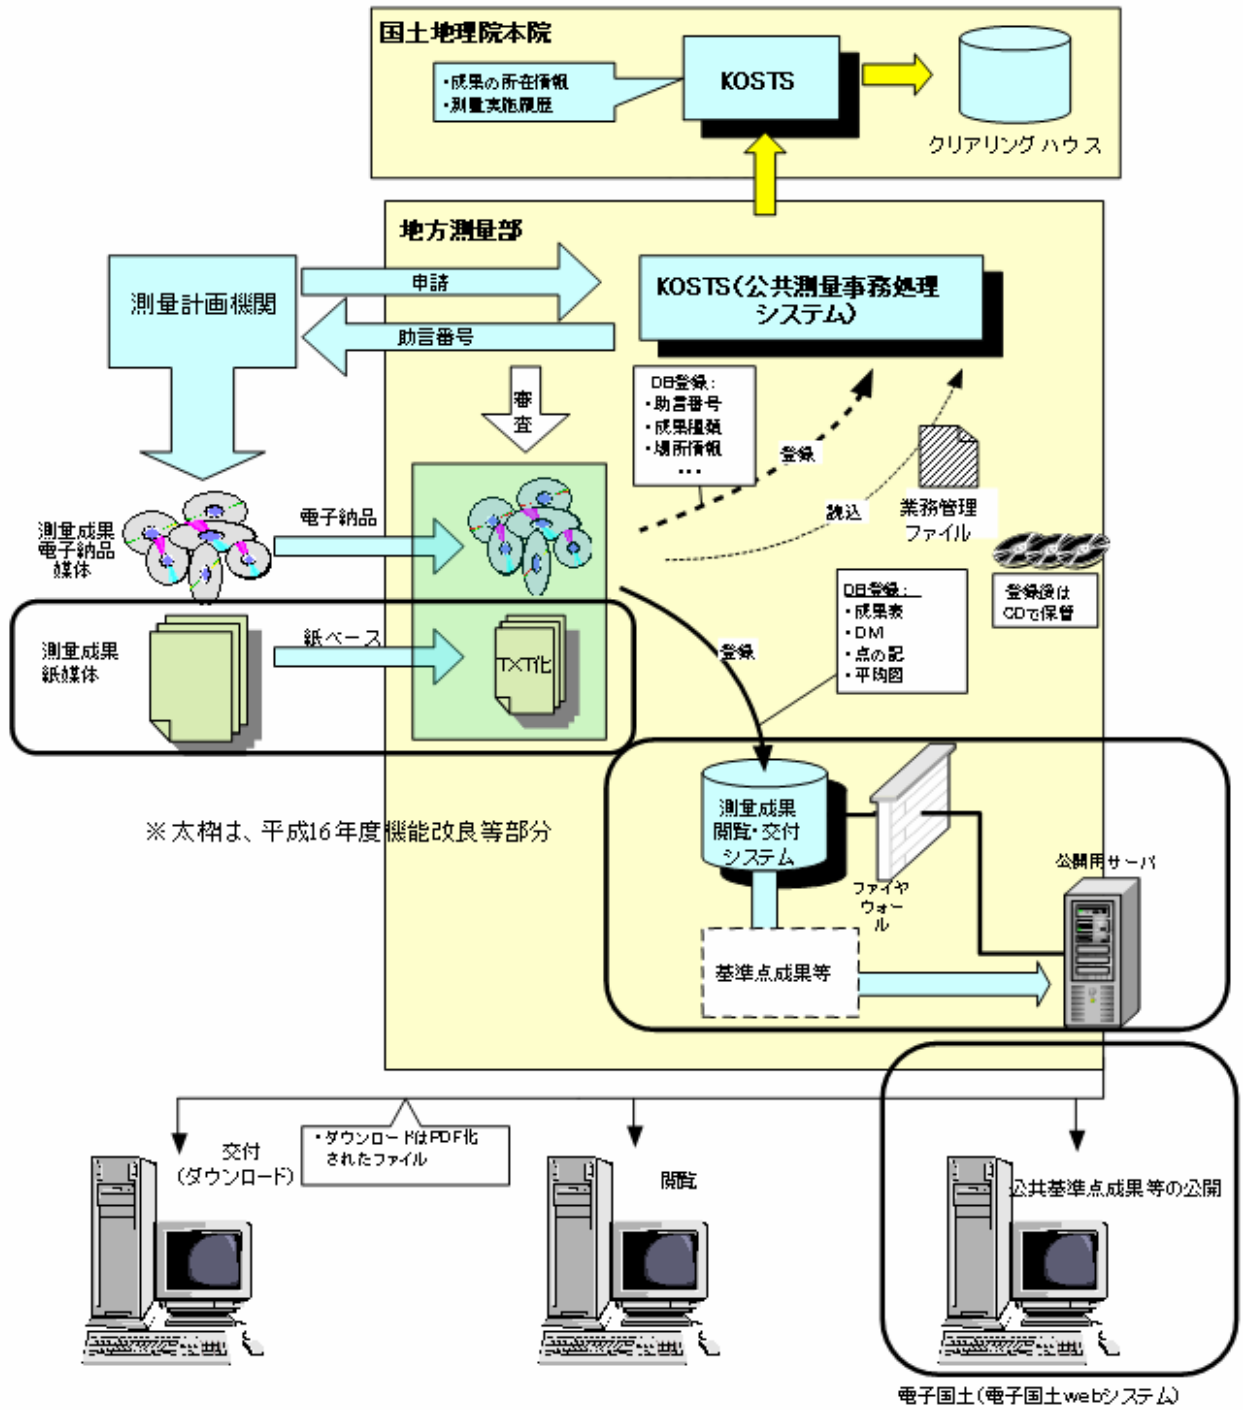 国土地理院本院
・成果の所在情報
・測量実施履歴
KOSTS
クリアリングハウス
地方測量部
測量計画機関
申請
助言番号
KOSTS(公共測量事務処理
システム)
審
査
DB登録:
・助言番号
・成果種類
・場所情報
・・・
登録
読込
業務管理
ファイル
測量成果
電子納品
媒体
電子納品
登録後は
CDで保管
DB登録:
・成果表
・DM
・点の記
・平均図
測量成果
紙媒体
紙ベース
TXT化
登録
測量成果
閲覧・交付
システム
※太枠は、平成16年度機能改良等部分
ファイヤ
ウォー
ル
公開用サーバ
基準点成果等
交付
(ダウンロード)
・ダウンロードはPDF化
されたファイル
閲覧
公共基準点成果等の公開
電子国土(電子国土webシステム)